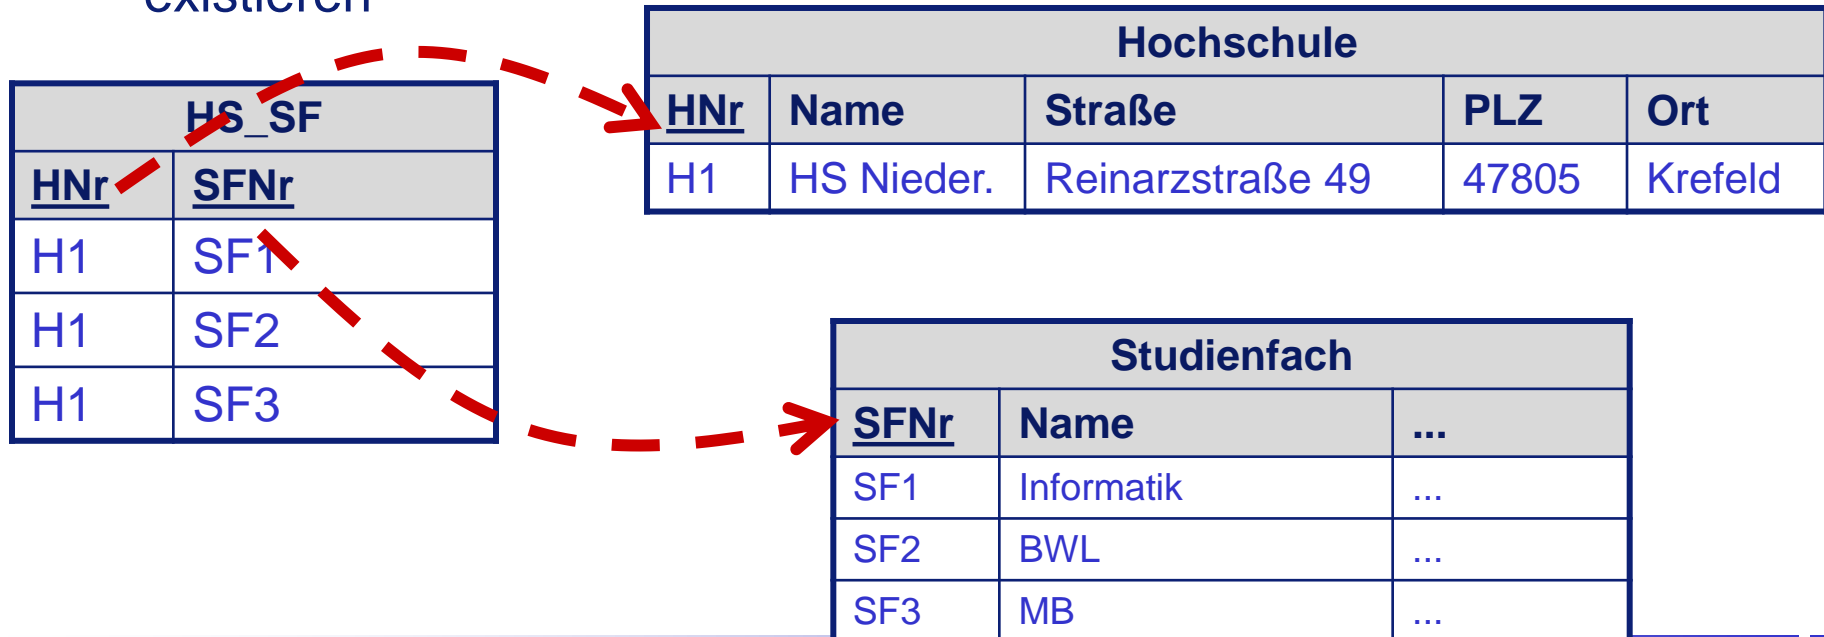 existieren
HS_SF
HNr SFNr
H1 SF1
H1 SF2
H1 SF3
Hochschule
HNr Name Straße PLZ Ort
H1 HS Nieder. Reinarzstraße 49 47805 Krefeld
Studienfach
SFNr Name ...
SF1 Informatik ...
SF2 BWL ...
SF3 MB ...